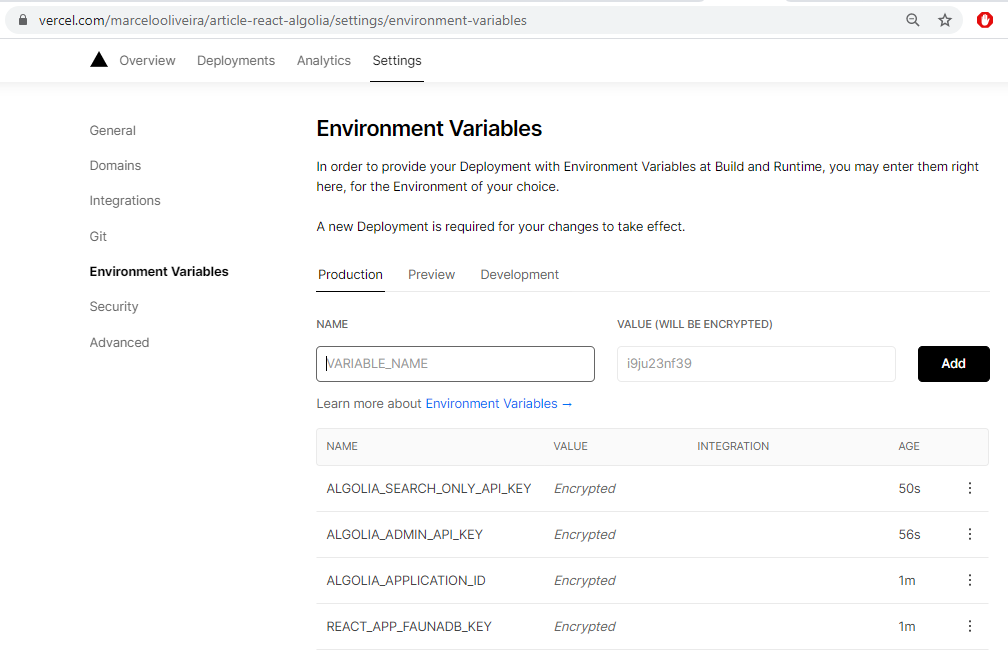 vercel.com/marcelooliveira/article-react-algolia/settings/environment-variables
Overview Deployments Analytics Settings
General
Domains
Integrations
Git
Environment Variables
Security
Advanced
Environment Variables
In order to provide your Deployment with Environment Variables at Build and Runtime, you may enter them right
here, for the Environment of your choice.
A new Deployment is required for your changes to take effect.
Production Preview Development
NAME VALUE (WILL BE ENCRYPTED)
VARIABLE_NAME i9ju23nf39 Add
Learn more about Environment Variables →
NAME VALUE INTEGRATION AGE
ALGOLIA_SEARCH_ONLY_API_KEY Encrypted 50s
ALGOLIA_ADMIN_API_KEY Encrypted 56s
ALGOLIA_APPLICATION_ID Encrypted 1m
REACT_APP_FAUNADB_KEY Encrypted 1m